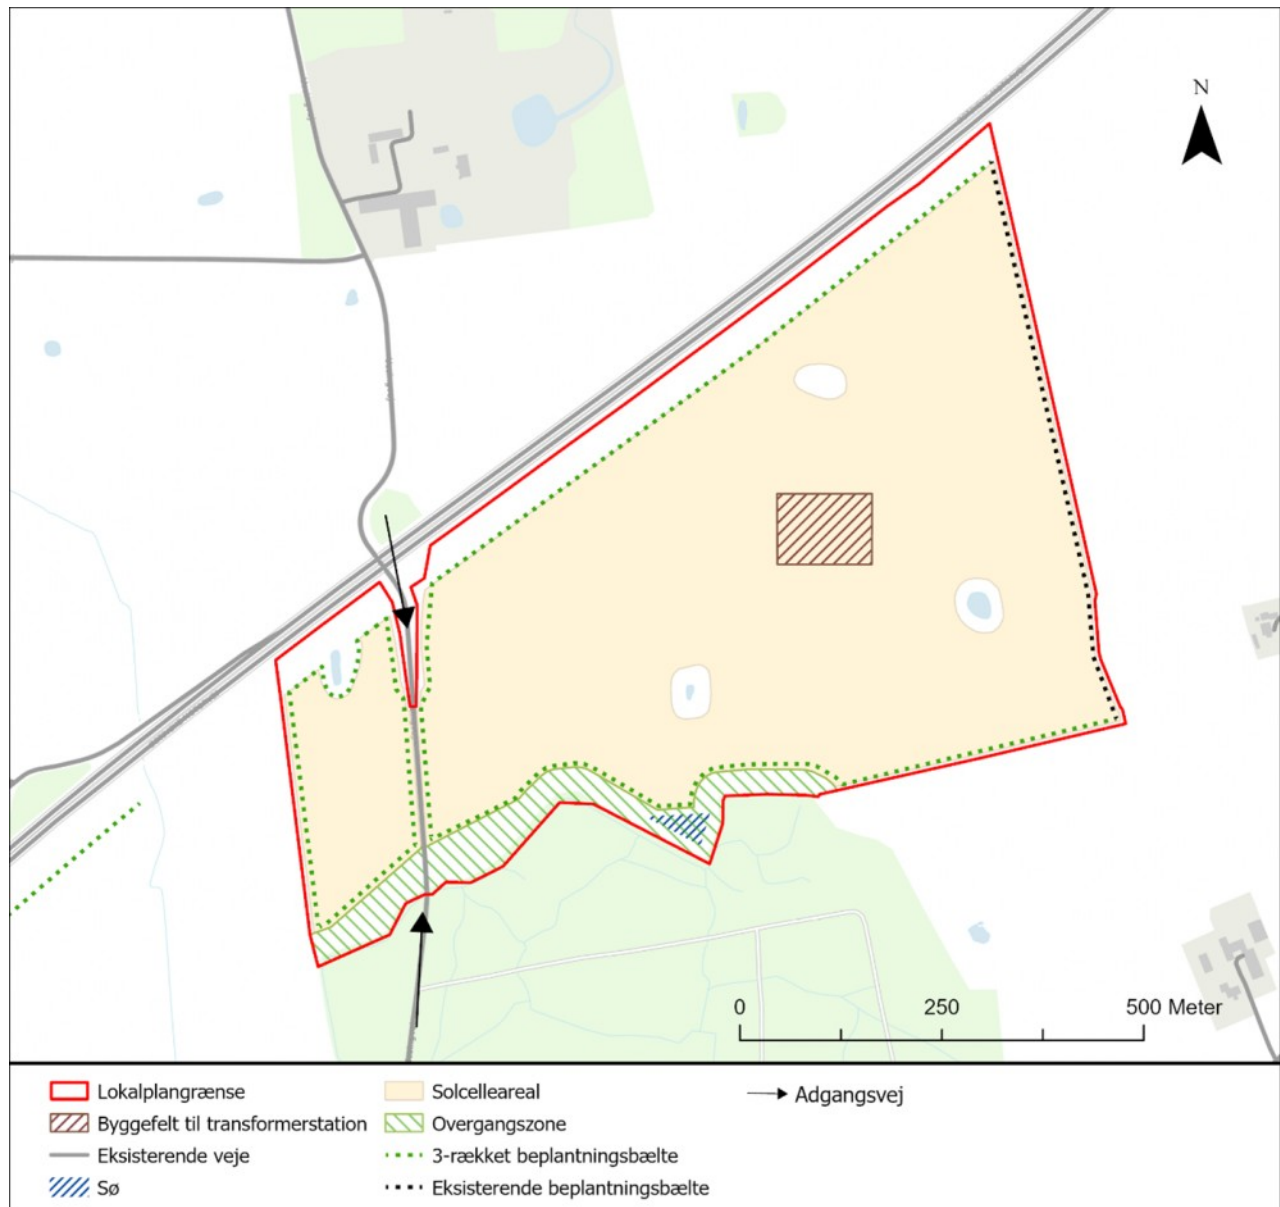 N
0 250 500 Meter
Lokalplangrænse
Byggefelt til transformerstation
Eksisterende veje
Sø
Solcelleareal
Overgangszone
3-rækket beplantningsbælte
Eksisterende beplantningsbælte
Adgangsvej